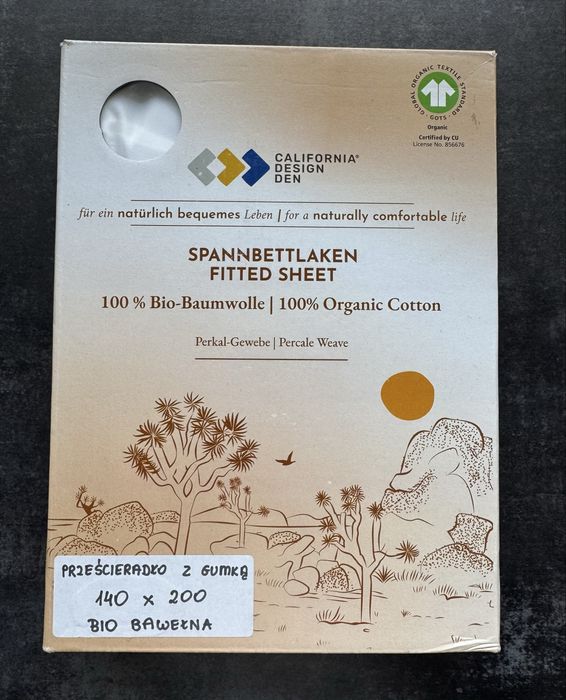 GLOBAL ORGANIC TEXTILE STANDARD
· GOTS ·
Organic
Certified by CU
License No. 856676
CALIFORNIA®
DESIGN
DEN
für ein natürlich bequemes Leben | for a naturally comfortable life
SPANNBETTLAKEN
FITTED SHEET
100 % Bio-Baumwolle | 100% Organic Cotton
Perkal-Gewebe | Percale Weave
PRZEŚCIERADŁO Z GUMKĄ
140 x 200
BIO BAWEŁNA